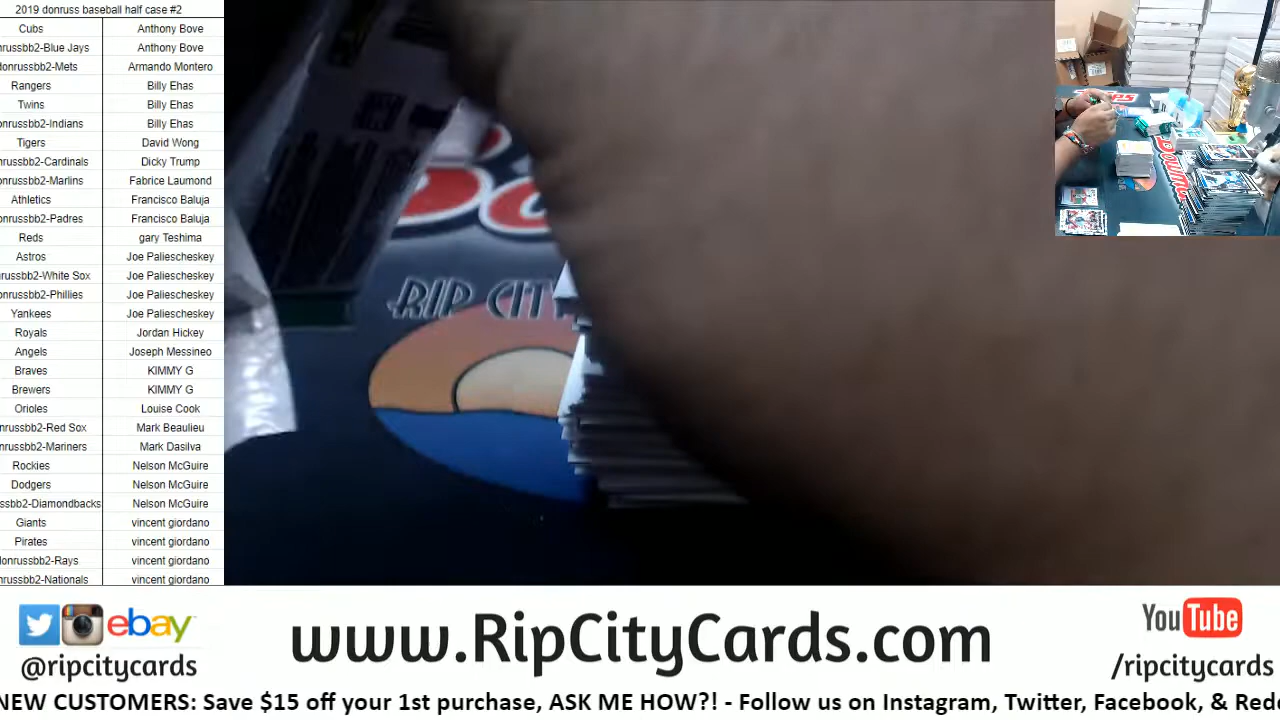 2019 donruss baseball half case #2
Cubs Anthony Bove
nrussbb2-Blue Jays Anthony Bove
donrussbb2-Mets Armando Montero
Rangers Billy Ehas
Twins Billy Ehas
onrussbb2-Indians Billy Ehas
Tigers David Wong
nrussbb2-Cardinals Dicky Trump
onrussbb2-Marlins Fabrice Laumond
Athletics Francisco Baluja
onrussbb2-Padres Francisco Baluja
Reds gary Teshima
Astros Joe Paliescheskey
russbb2-White Sox Joe Paliescheskey
onrussbb2-Phillies Joe Paliescheskey
Yankees Joe Paliescheskey
Royals Jordan Hickey
Angels Joseph Messineo
Braves KIMMY G
Brewers KIMMY G
Orioles Louise Cook
nrussbb2-Red Sox Mark Beaulieu
nrussbb2-Mariners Mark Dasilva
Rockies Nelson McGuire
Dodgers Nelson McGuire
ssbb2-Diamondbacks Nelson McGuire
Giants vincent giordano
Pirates vincent giordano
donrussbb2-Rays vincent giordano
nrussbb2-Nationals vincent giordano
RIP CITY
ebay
@ripcitycards
www.RipCityCards.com
YouTube
/ripcitycards
NEW CUSTOMERS: Save $15 off your 1st purchase, ASK ME HOW?! - Follow us on Instagram, Twitter, Facebook, & Redd